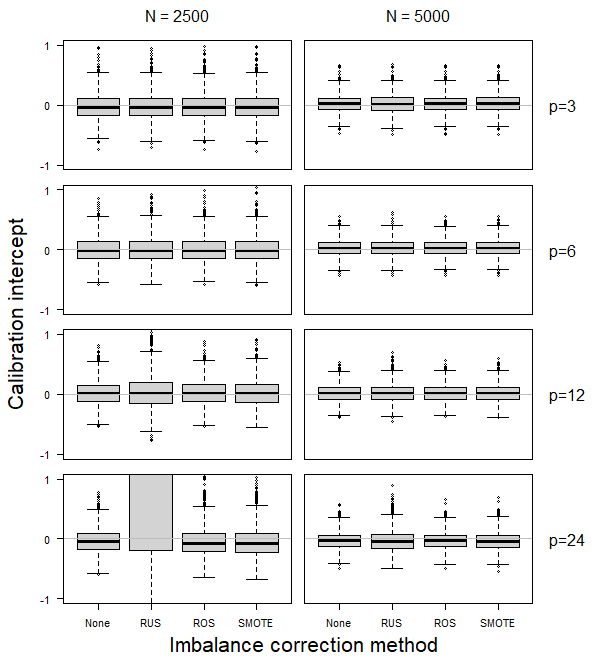 N = 2500 N = 5000
1
0
-1
p=3
1
0
-1
p=6
1
0
-1
p=12
1
0
-1
p=24
Calibration intercept
None RUS ROS SMOTE None RUS ROS SMOTE
Imbalance correction method